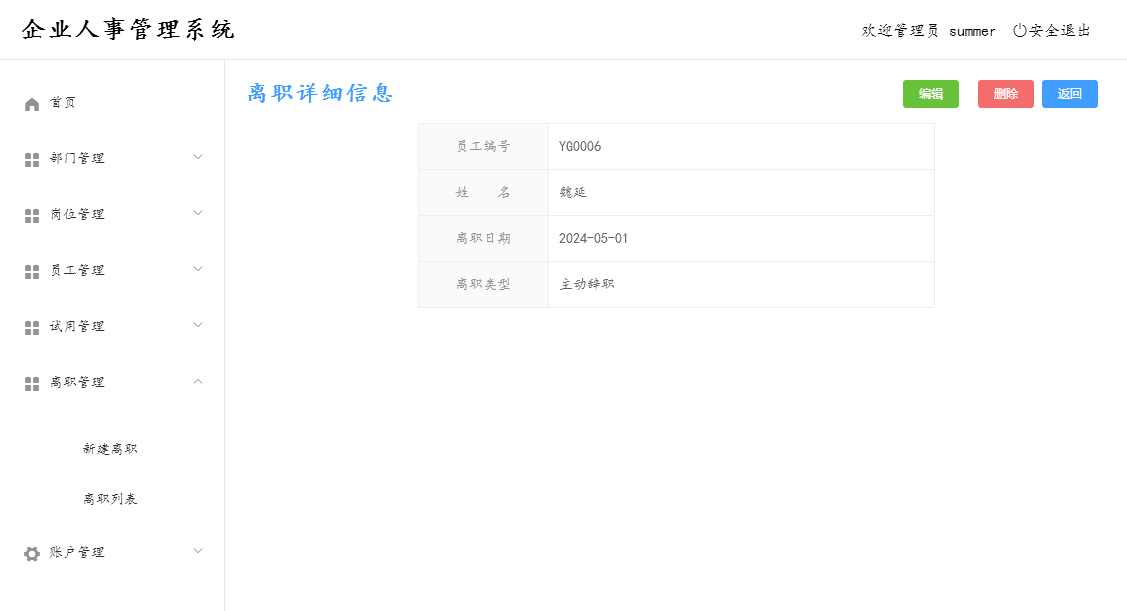 企业人事管理系统
欢迎管理员 summer 安全退出
首页
部门管理
岗位管理
员工管理
试用管理
离职管理
新建离职
离职列表
账户管理
离职详细信息
编辑 删除 返回
员工编号 YG0006
姓 名 魏延
离职日期 2024-05-01
离职类型 主动辞职